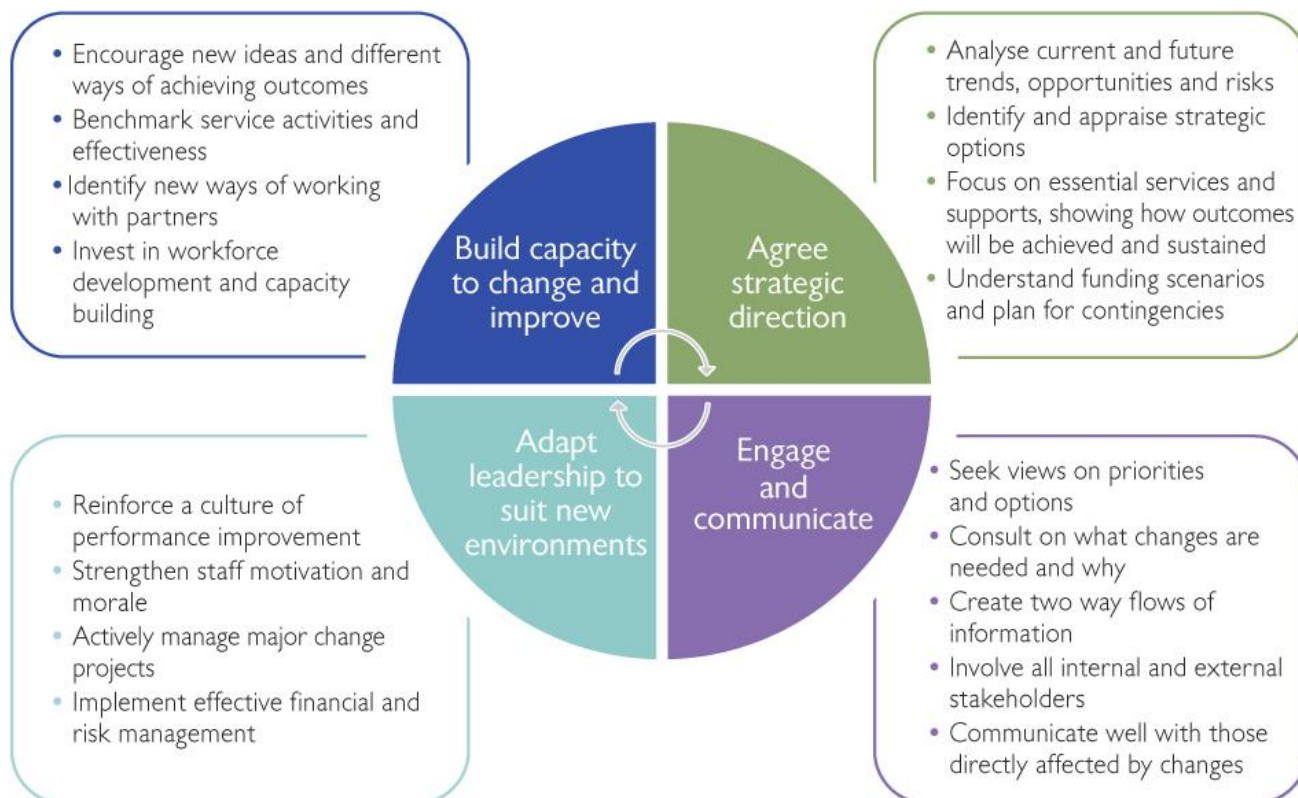 • Encourage new ideas and different
ways of achieving outcomes
• Benchmark service activities and
effectiveness
• Identify new ways of working
with partners
• Invest in workforce
development and capacity
building
Build capacity
to change and
improve
Agree
strategic
direction
• Analyse current and future
trends, opportunities and risks
• Identify and appraise strategic
options
• Focus on essential services and
supports, showing how outcomes
will be achieved and sustained
• Understand funding scenarios
and plan for contingencies
• Reinforce a culture of
performance improvement
• Strengthen staff motivation and
morale
• Actively manage major change
projects
• Implement effective financial and
risk management
Adapt
leadership to
suit new
environments
Engage
and
communicate
• Seek views on priorities
and options
• Consult on what changes are
needed and why
• Create two way flows of
information
• Involve all internal and external
stakeholders
• Communicate well with those
directly affected by changes